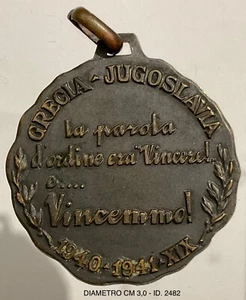 GRECIA - JUGOSLAVIA
la parola
d'ordine era "Vincere!
e....
Vincemmo!
1940 - 1941 - XIX
DIAMETRO CM 3,0 - ID. 2482